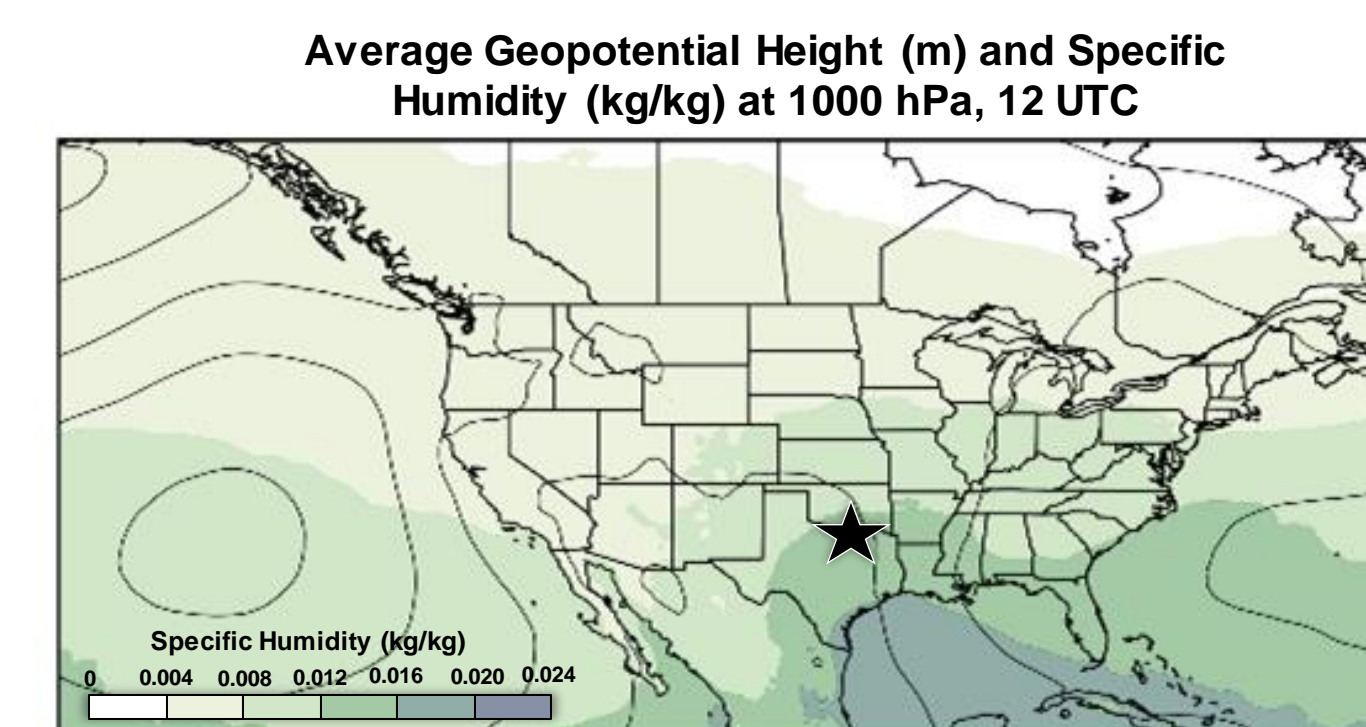 Average Geopotential Height (m) and Specific
Humidity (kg/kg) at 1000 hPa, 12 UTC
Specific Humidity (kg/kg)
0 0.004 0.008 0.012 0.016 0.020 0.024